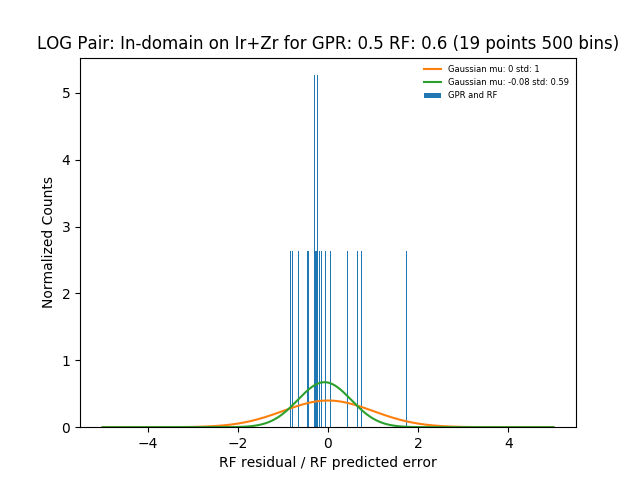 LOG Pair: In-domain on Ir+Zr for GPR: 0.5 RF: 0.6 (19 points 500 bins)
Gaussian mu: 0 std: 1
Gaussian mu: -0.08 std: 0.59
GPR and RF
Normalized Counts
5
4
3
2
1
0
−4 −2 0 2 4
RF residual / RF predicted error